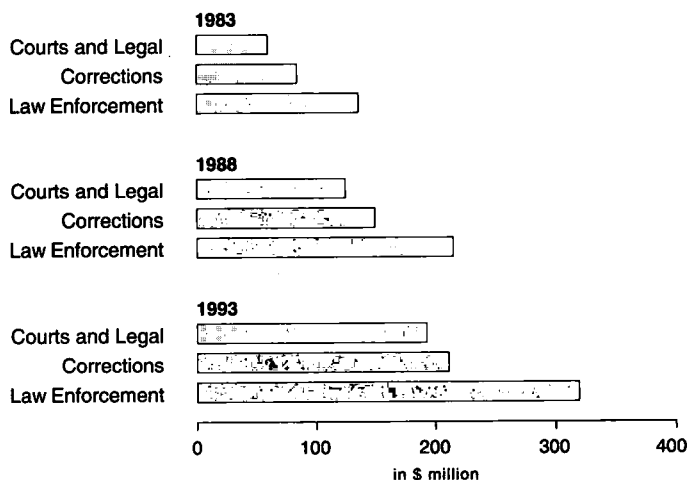 1983
Courts and Legal
Corrections
Law Enforcement
1988
Courts and Legal
Corrections
Law Enforcement
1993
Courts and Legal
Corrections
Law Enforcement
0 100 200 300 400
in $ million